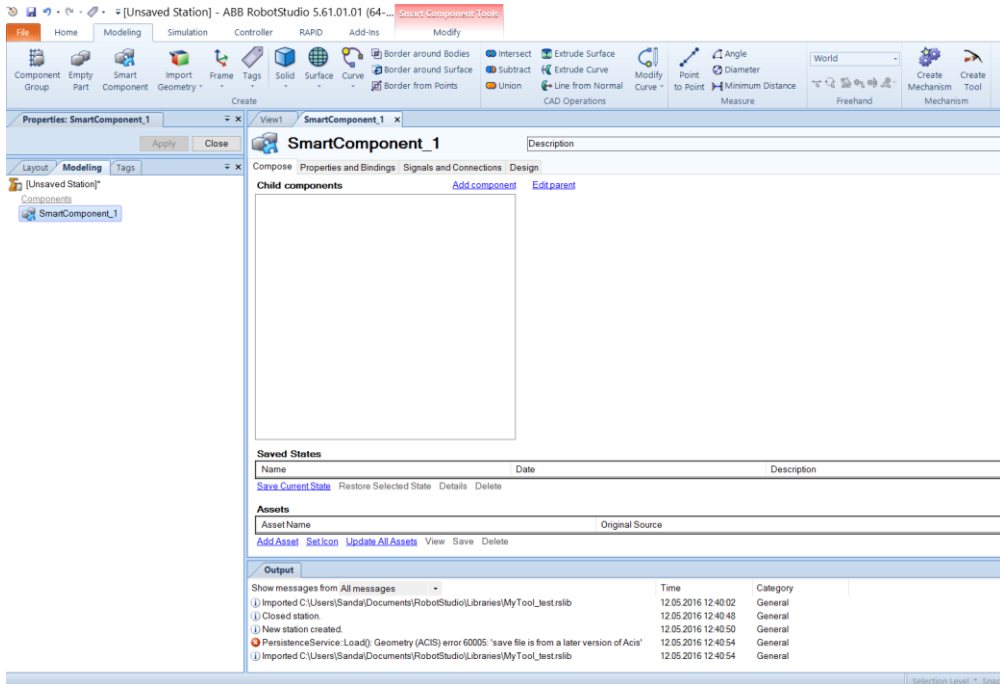 [Unsaved Station] - ABB RobotStudio 5.61.01.01 (64-... Smart Component Tools
File Home Modeling Simulation Controller RAPID Add-Ins Modify
Component Group Empty Part Smart Component Import Geometry Frame Tags Solid Surface Curve
Border around Bodies
Border around Surface
Border from Points
Create
Intersect Extrude Surface
Subtract Extrude Curve
Union Line from Normal
Modify Curve
CAD Operations
Point to Point
Angle
Diameter
Minimum Distance
Measure
World
Freehand
Create Mechanism Create Tool
Mechanism
Properties: SmartComponent_1
Apply Close
Layout Modeling Tags
[Unsaved Station]*
Components
SmartComponent_1
View1 SmartComponent_1
SmartComponent_1 Description
Compose Properties and Bindings Signals and Connections Design
Child components Add component Edit parent
Saved States
Name Date Description
Save Current State Restore Selected State Details Delete
Assets
Asset Name Original Source
Add Asset Set Icon Update All Assets View Save Delete
Output
Show messages from All messages Time Category
Imported C:\Users\Sanda\Documents\RobotStudio\Libraries\MyTool_test.rslib 12.05.2016 12:40:02 General
Closed station. 12.05.2016 12:40:48 General
New station created. 12.05.2016 12:40:50 General
PersistenceService::Load(): Geometry (ACIS) error 60005: 'save file is from a later version of Acis' 12.05.2016 12:40:54 General
Imported C:\Users\Sanda\Documents\RobotStudio\Libraries\MyTool_test.rslib 12.05.2016 12:40:54 General
Selection Level